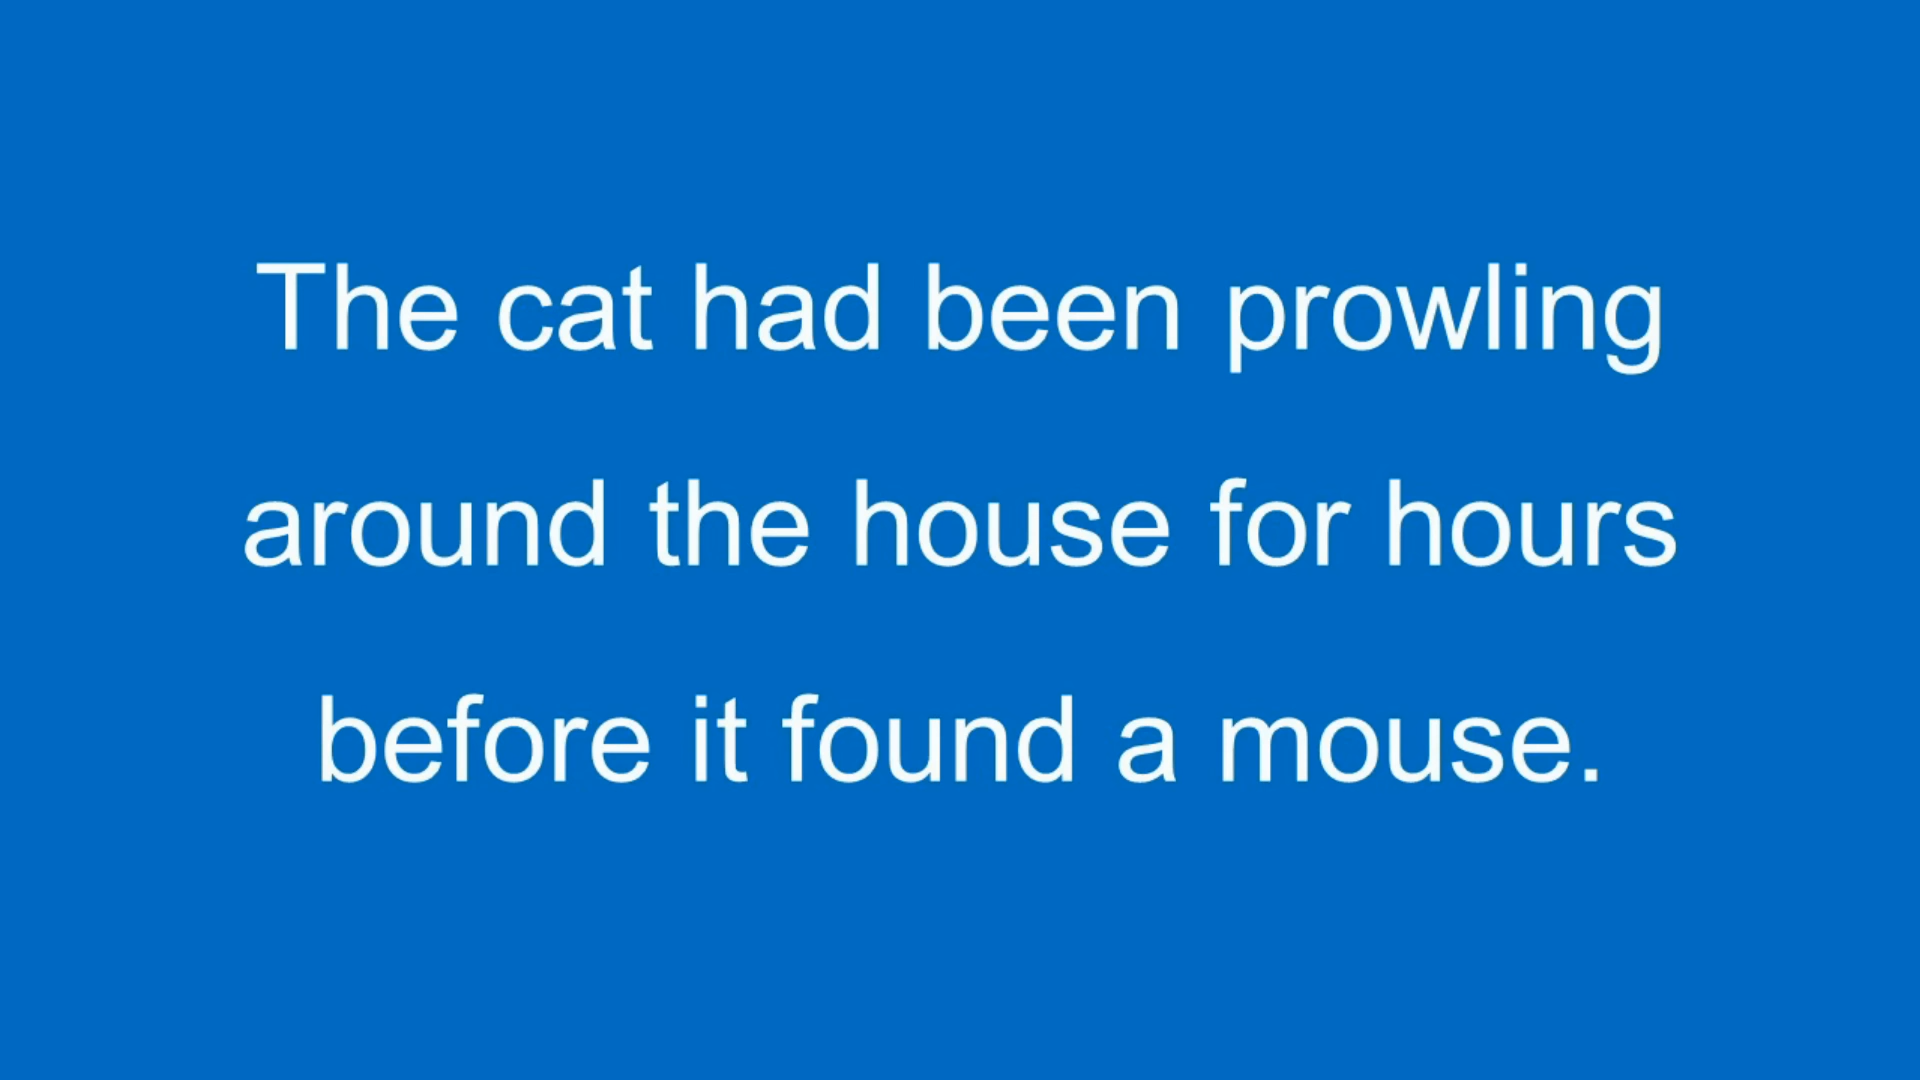 The cat had been prowling
around the house for hours
before it found a mouse.